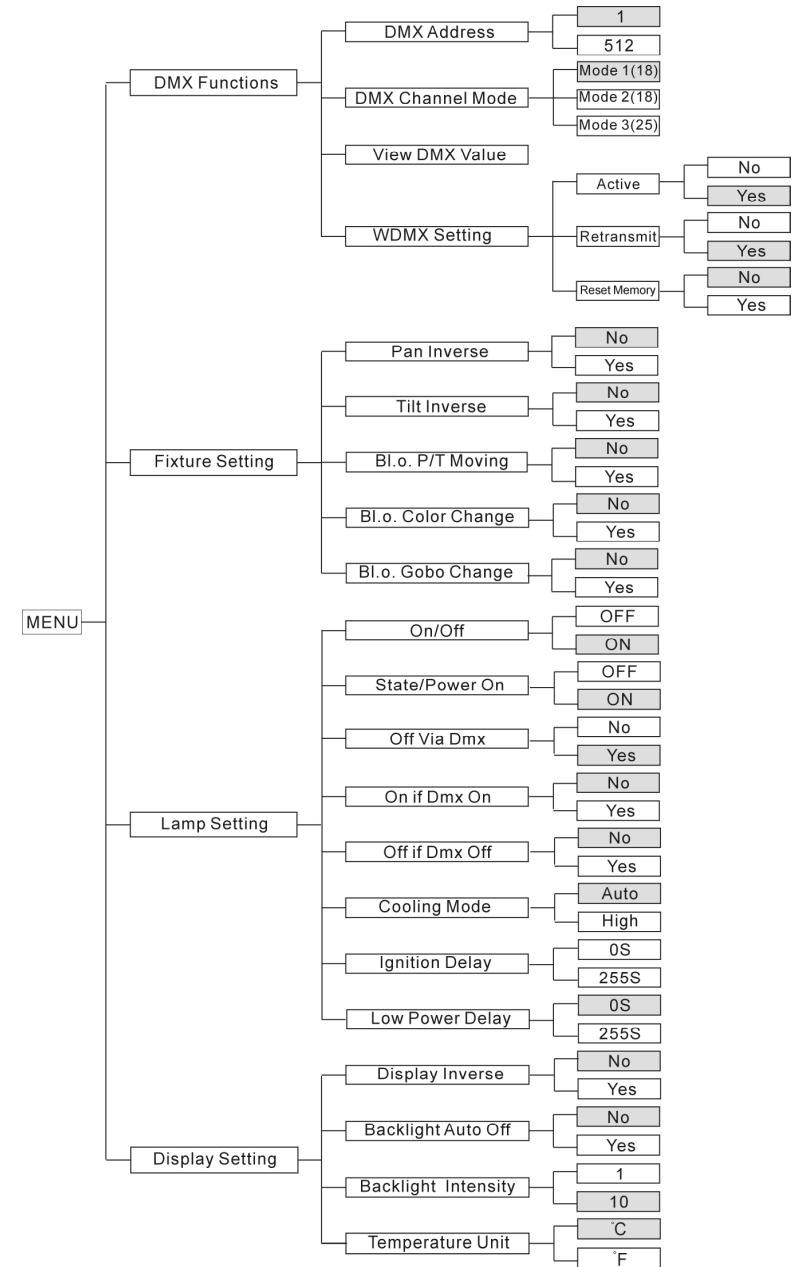 MENU
DMX Functions
DMX Address
1
512
DMX Channel Mode
Mode 1(18)
Mode 2(18)
Mode 3(25)
View DMX Value
WDMX Setting
Active
No
Yes
Retransmit
No
Yes
Reset Memory
No
Yes
Fixture Setting
Pan Inverse
No
Yes
Tilt Inverse
No
Yes
Bl.o. P/T Moving
No
Yes
Bl.o. Color Change
No
Yes
Bl.o. Gobo Change
No
Yes
Lamp Setting
On/Off
OFF
ON
State/Power On
OFF
ON
Off Via Dmx
No
Yes
On if Dmx On
No
Yes
Off if Dmx Off
No
Yes
Cooling Mode
Auto
High
Ignition Delay
0S
255S
Low Power Delay
0S
255S
Display Setting
Display Inverse
No
Yes
Backlight Auto Off
No
Yes
Backlight Intensity
1
10
Temperature Unit
°C
°F